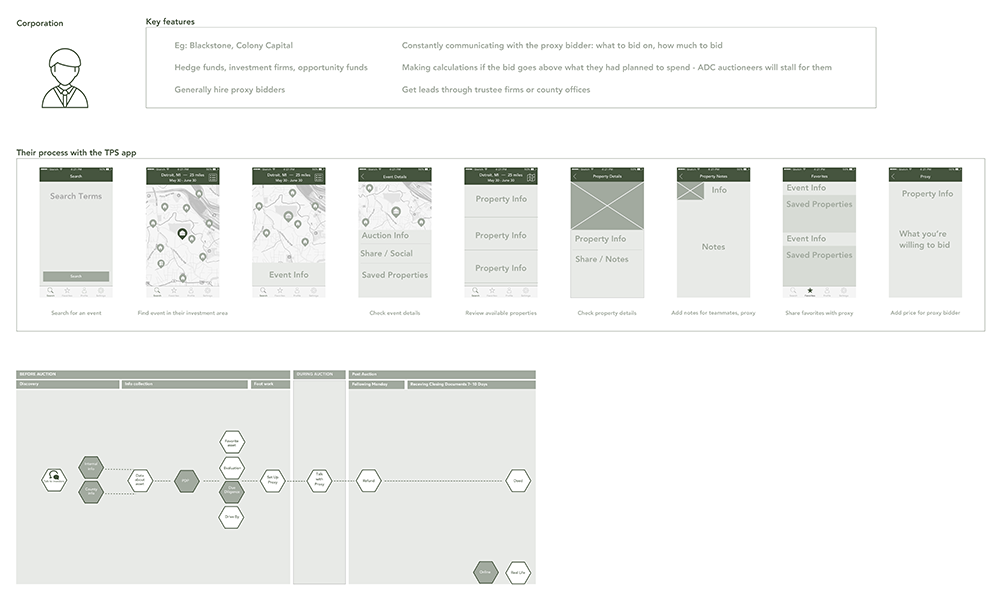 Corporation
Key features
Eg: Blackstone, Colony Capital
Hedge funds, investment firms, opportunity funds
Generally hire proxy bidders
Constantly communicating with the proxy bidder: what to bid on, how much to bid
Making calculations if the bid goes above what they had planned to spend - ADC auctioneers will stall for them
Get leads through trustee firms or county offices
Their process with the TPS app
Search
Search Terms
Search
Search for an event
Detroit, MI — 25 miles
May 30 - June 30
Find event in their investment area
Detroit, MI — 25 miles
May 30 - June 30
Event Info
Event Details
Auction Info
Share / Social
Saved Properties
Check event details
Detroit, MI — 25 miles
May 30 - June 30
Property Info
Property Info
Property Info
Review available properties
Property Details
Property Info
Share / Notes
Check property details
Property Notes
Info
Notes
Add notes for teammates, proxy
Favorites
Event Info
Saved Properties
Event Info
Saved Properties
Share favorites with proxy
Proxy
Property Info
What you're
willing to bid
Add price for proxy bidder
BEFORE AUCTION
Discovery
Info collection
Foot work
DURING AUCTION
Post Auction
Following Monday
Receiving Closing Documents 7- 10 Days
Internal
info
County
info
Data
about
asset
PDP
Favorite
asset
Evaluation
Due
Diligence
Drive By
Set Up
Proxy
Talk
with
Proxy
Refund
Deed
Online
Real Life